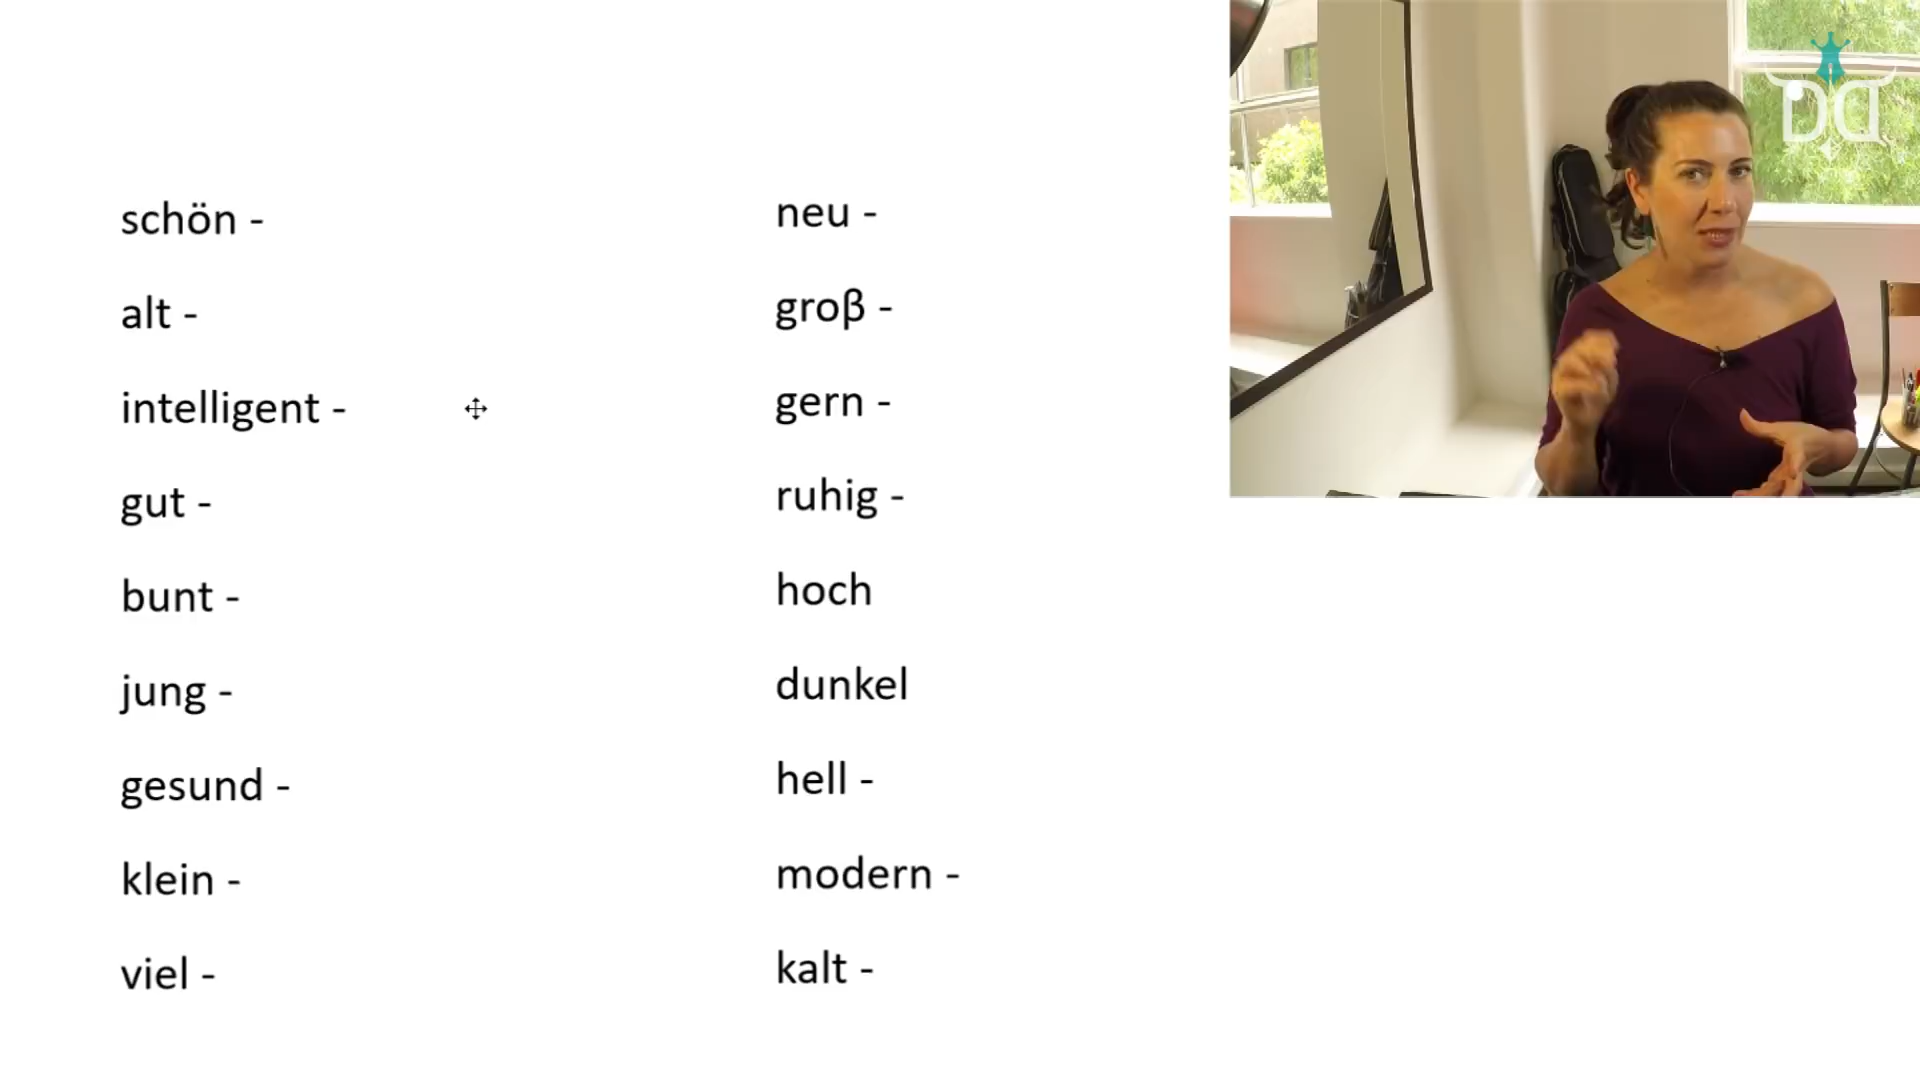 schön -
alt -
intelligent -
gut -
bunt -
jung -
gesund -
klein -
viel -
neu -
groβ -
gern -
ruhig -
hoch
dunkel
hell -
modern -
kalt -